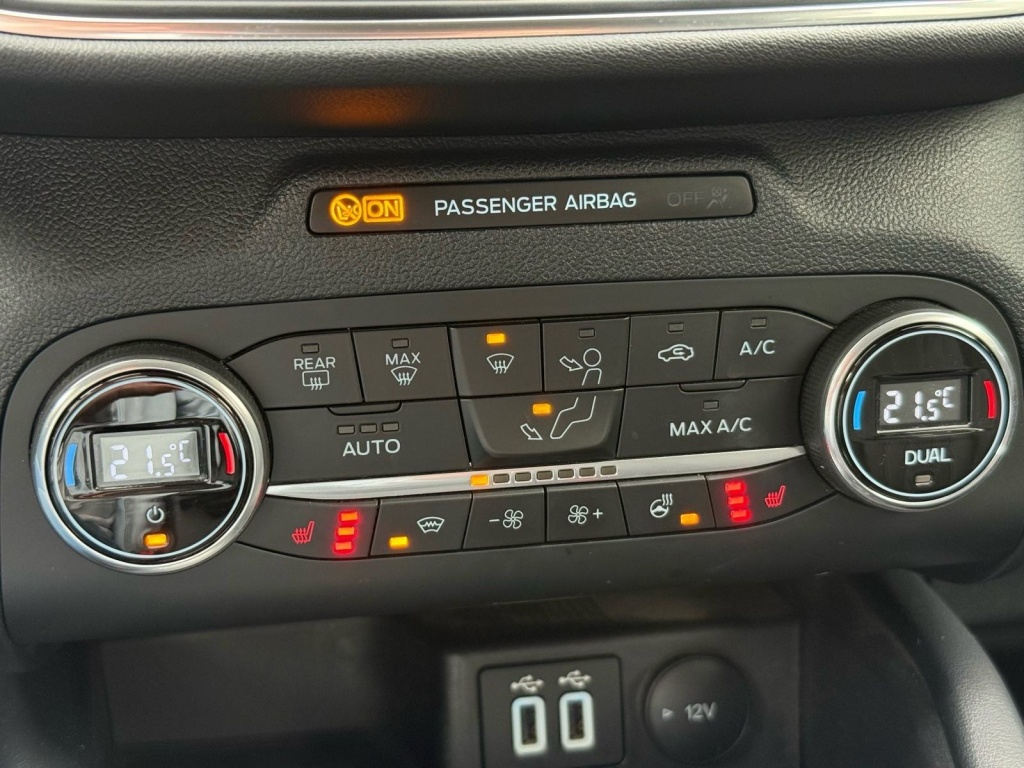 ON PASSENGER AIRBAG OFF
REAR
MAX
A/C
21.5°C
21.5°C
AUTO
MAX A/C
DUAL
- +
12V